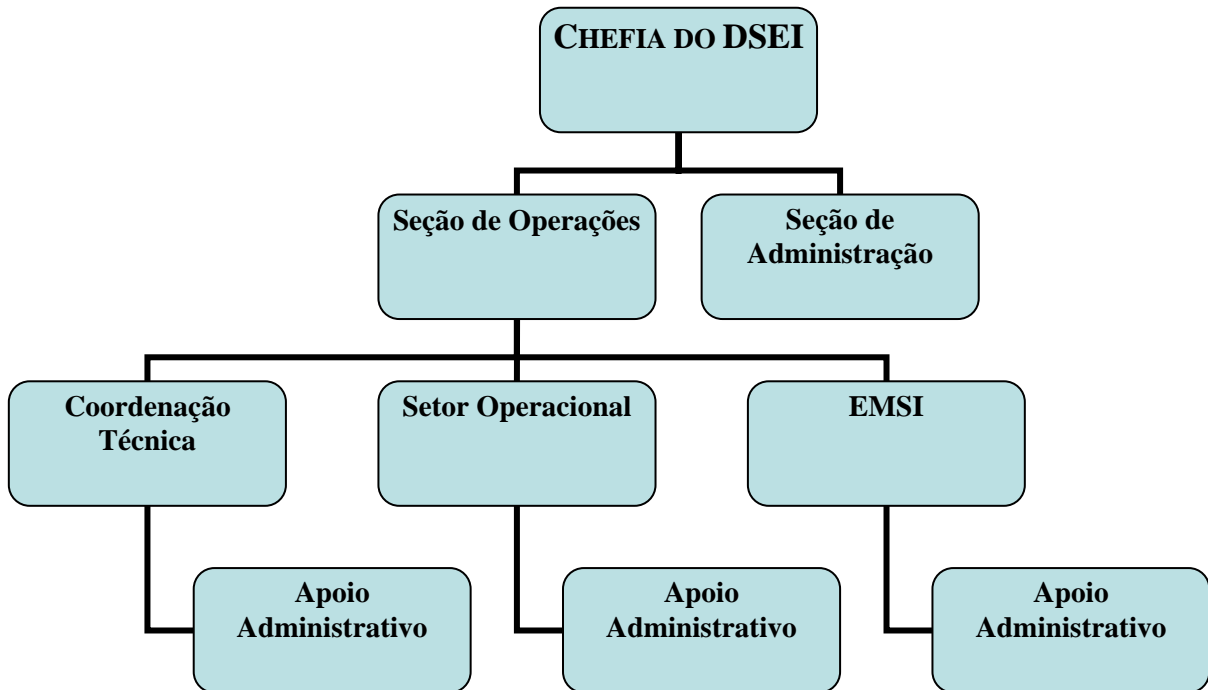 CHEFIA DO DSEI
Seção de Operações
Seção de
Administração
Coordenação
Técnica
Setor Operacional
EMSI
Apoio
Administrativo
Apoio
Administrativo
Apoio
Administrativo